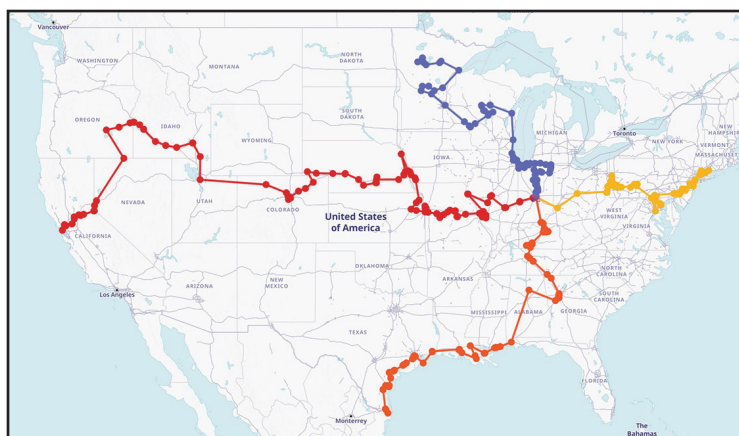 Vancouver
WASHINGTON
MONTANA
NORTH
DAKOTA
OREGON
IDAHO
SOUTH
DAKOTA
WYOMING
MICHIGAN
Toronto
NEW
HAMPSHIRE
VERMONT
NEW YORK
MASSACHUSETTS
IOWA
NEVADA
UTAH
COLORADO
United States
of America
WEST
VIRGINIA
VIRGINIA
CALIFORNIA
Los Angeles
ARIZONA
NEW
MEXICO
OKLAHOMA
ARKANSAS
NORTH
CAROLINA
SOUTH
CAROLINA
MISSISSIPPI
ALABAMA
GEORGIA
TEXAS
FLORIDA
Monterrey
The
Bahamas